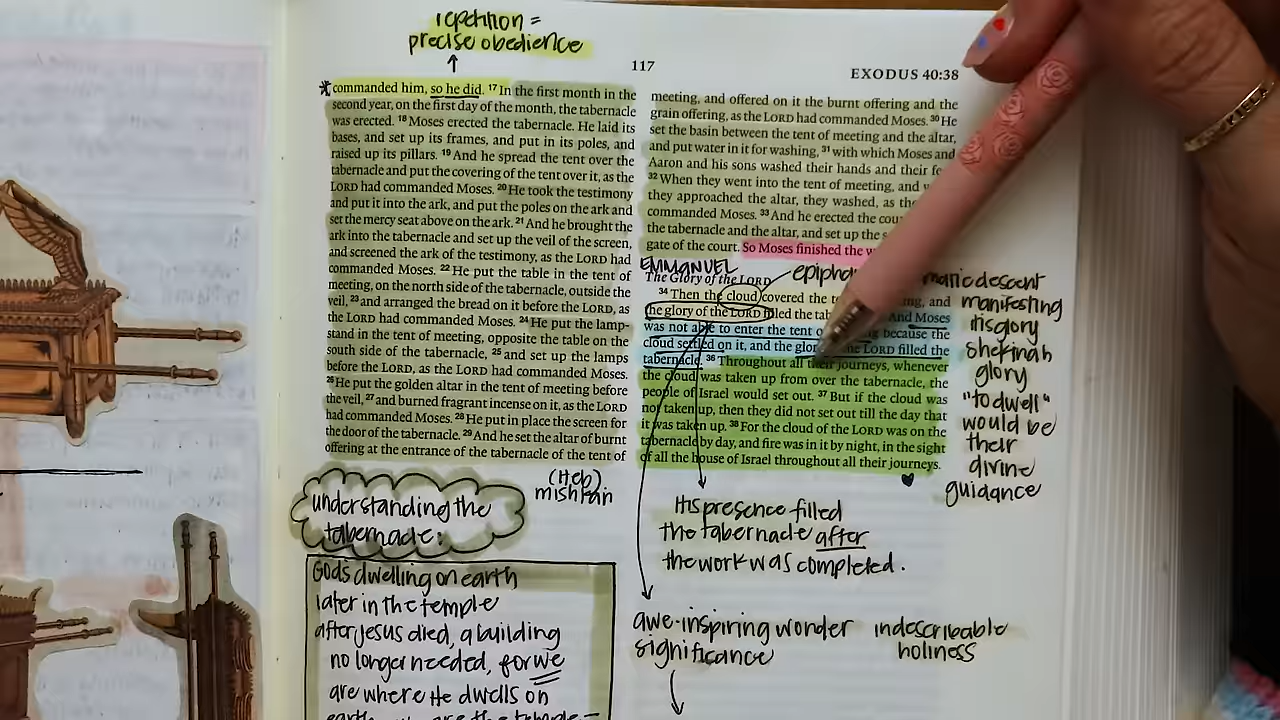 repetition =
precise obedience
117
EXODUS 40:38
commanded him, so he did. 17 In the first month in the
second year, on the first day of the month, the tabernacle
was erected. 18 Moses erected the tabernacle. He laid its
bases, and set up its frames, and put in its poles, and
raised up its pillars. 19 And he spread the tent over the
tabernacle and put the covering of the tent over it, as the
LORD had commanded Moses. 20 He took the testimony
and put it into the ark, and put the poles on the ark and
set the mercy seat above on the ark. 21 And he brought the
ark into the tabernacle and set up the veil of the screen,
and screened the ark of the testimony, as the LORD had
commanded Moses. 22 He put the table in the tent of
meeting, on the north side of the tabernacle, outside the
veil, 23 and arranged the bread on it before the LORD, as
the LORD had commanded Moses. 24 He put the lamp-
stand in the tent of meeting, opposite the table on the
south side of the tabernacle, 25 and set up the lamps
before the LORD, as the LORD had commanded Moses.
26 He put the golden altar in the tent of meeting before
the veil, 27 and burned fragrant incense on it, as the LORD
had commanded Moses. 28 He put in place the screen for
the door of the tabernacle. 29 And he set the altar of burnt
offering at the entrance of the tabernacle of the tent of
meeting, and offered on it the burnt offering and the
grain offering, as the LORD had commanded Moses. 30 He
set the basin between the tent of meeting and the altar,
and put water in it for washing, 31 with which Moses and
Aaron and his sons washed their hands and their
32 When they went into the tent of meeting, and
they approached the altar, they washed, as the
commanded Moses. 33 And he erected the
the tabernacle and the altar, and set up the
gate of the court. So Moses finished the
EMMANUEL
The Glory of the LORD
34 Then the cloud covered the and
the glory of the LORD filled the And Moses
was not able to enter the tent because the
cloud settled on it, and the LORD filled the
tabernacle. 36 Throughout all their journeys, whenever
the cloud was taken up from over the tabernacle, the
people of Israel would set out. 37 But if the cloud was
not taken up, then they did not set out till the day that
it was taken up. 38 For the cloud of the LORD was on the
tabernacle by day, and fire was in it by night, in the sight
of all the house of Israel throughout all their journeys.
descent
manifesting
its glory
shekinah
glory
"to dwell"
would be
their
divine
guidance
(Heb)
mishkan
understanding the
tabernacle:
God's dwelling on earth
later in the temple
after Jesus died, a building
no longer needed, for we
are where He dwells on
His presence filled
the tabernacle after
the work was completed.
awe-inspiring wonder
significance
indescribable
holiness